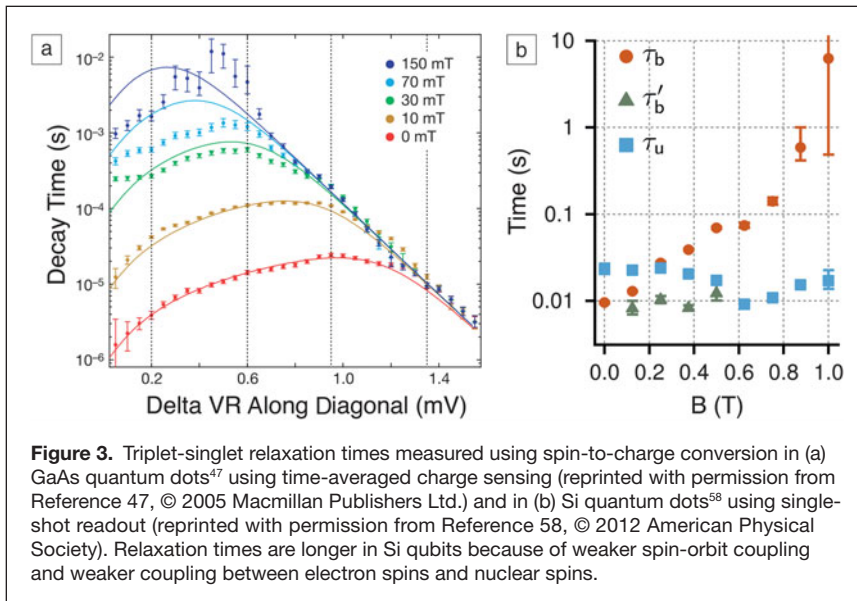 a
10⁻²
10⁻³
10⁻⁴
10⁻⁵
10⁻⁶
Decay Time (s)
150 mT
70 mT
30 mT
10 mT
0 mT
0.2 0.6 1.0 1.4
Delta VR Along Diagonal (mV)
b
10
1
0.1
0.01
Time (s)
τb
τ′b
τu
0.0 0.2 0.4 0.6 0.8 1.0
B (T)
Figure 3. Triplet-singlet relaxation times measured using spin-to-charge conversion in (a)
GaAs quantum dots⁴⁷ using time-averaged charge sensing (reprinted with permission from
Reference 47, © 2005 Macmillan Publishers Ltd.) and in (b) Si quantum dots⁵⁸ using single-
shot readout (reprinted with permission from Reference 58, © 2012 American Physical
Society). Relaxation times are longer in Si qubits because of weaker spin-orbit coupling
and weaker coupling between electron spins and nuclear spins.